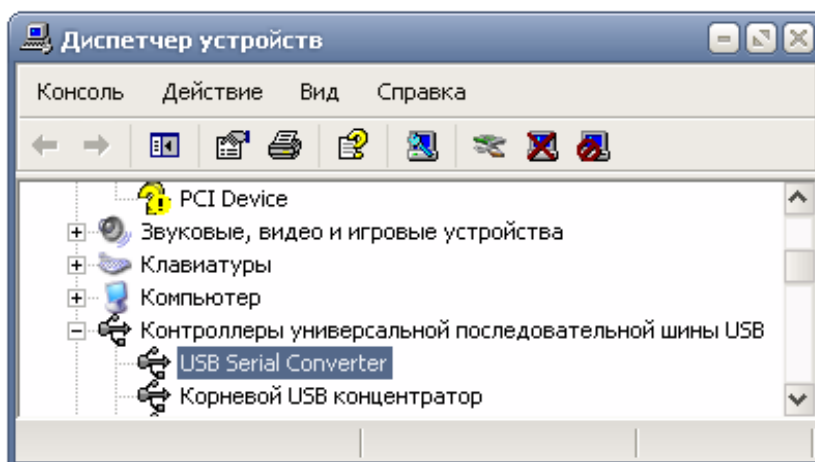 Диспетчер устройств
Консоль Действие Вид Справка
PCI Device
Звуковые, видео и игровые устройства
Клавиатуры
Компьютер
Контроллеры универсальной последовательной шины USB
USB Serial Converter
Корневой USB концентратор